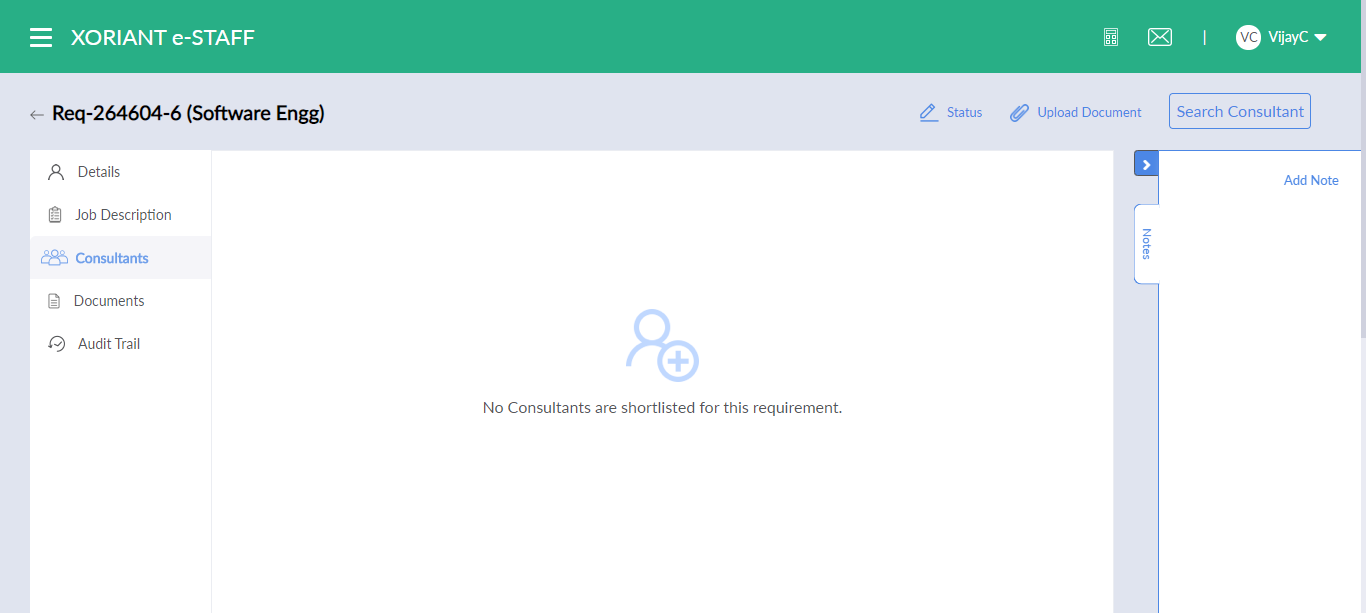 XORIANT e-STAFF
|
VC VijayC
Req-264604-6 (Software Engg)
Status
Upload Document
Search Consultant
Details
Job Description
Consultants
Documents
Audit Trail
No Consultants are shortlisted for this requirement.
Add Note
Notes